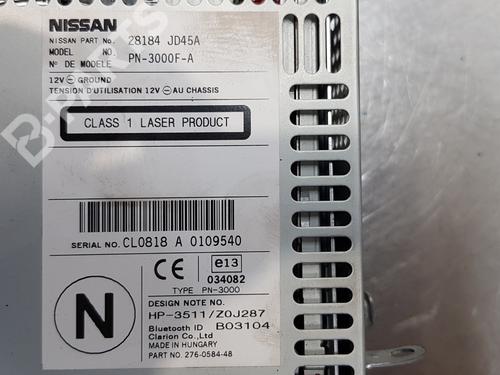 NISSAN
NISSAN PART No. 28184 JD45A
MODEL NO. PN-3000F-A
N° DE MODELE
12V ⊖ GROUND
TENSION D'UTILISATION 12V ⊖ AU CHASSIS
CLASS 1 LASER PRODUCT
SERIAL NO. CL0818 A 0109540
CE e13
034082
TYPE PN-3000
N
DESIGN NOTE NO.
HP-3511/Z0J287
Bluetooth ID B03104
Clarion Co.,Ltd
MADE IN HUNGARY
PART NO. 276-0584-48